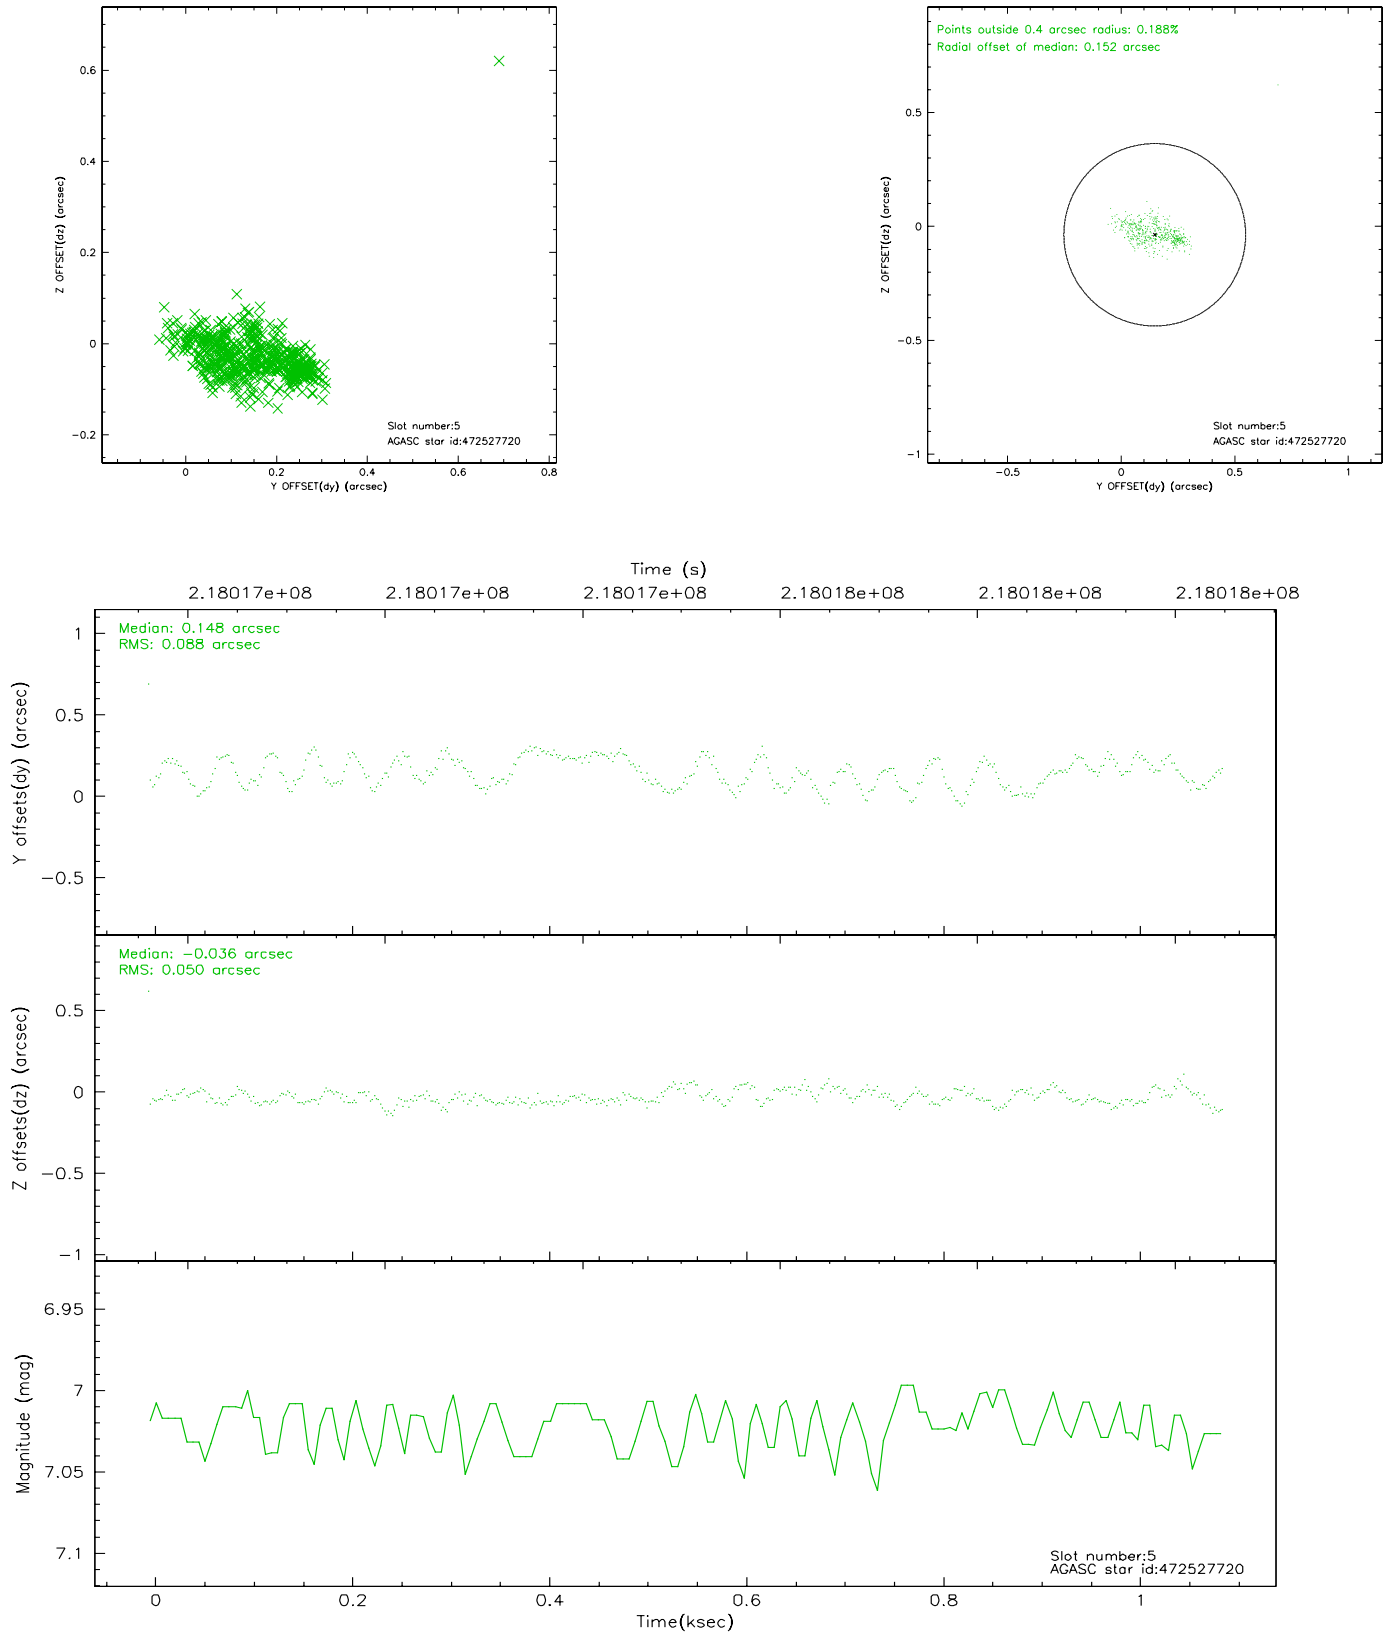 0.6
0.4
0.2
0
−0.2
Z OFFSET(dz) (arcsec)
0
0.2
0.4
0.6
0.8
Y OFFSET(dy) (arcsec)
Slot number:5
AGASC star id:472527720
Points outside 0.4 arcsec radius: 0.188%
Radial offset of median: 0.152 arcsec
0.5
0
−0.5
−1
Z OFFSET(dz) (arcsec)
−0.5
0
0.5
1
Y OFFSET(dy) (arcsec)
Slot number:5
AGASC star id:472527720
Time (s)
2.18017e+08
2.18017e+08
2.18017e+08
2.18018e+08
2.18018e+08
2.18018e+08
Median: 0.148 arcsec
RMS: 0.088 arcsec
1
0.5
0
−0.5
Y offsets(dy) (arcsec)
Median: −0.036 arcsec
RMS: 0.050 arcsec
0.5
0
−0.5
−1
Z offsets(dz) (arcsec)
6.95
7
7.05
7.1
Magnitude (mag)
Slot number:5
AGASC star id:472527720
0
0.2
0.4
0.6
0.8
1
Time(ksec)